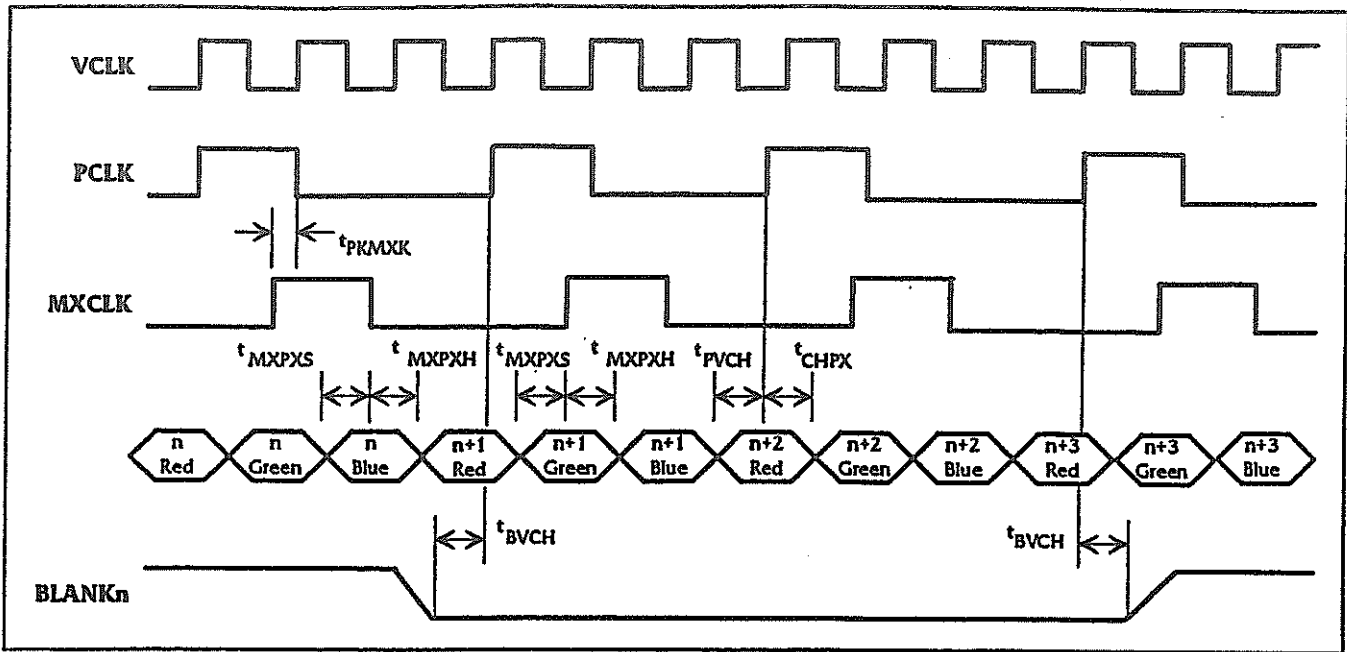 VCLK
PCLK
tPKMXK
MXCLK
tMXPXS
tMXPXH
tMXPXS
tMXPXH
tPVCH
tCHPX
n Red
n Green
n Blue
n+1 Red
n+1 Green
n+1 Blue
n+2 Red
n+2 Green
n+2 Blue
n+3 Red
n+3 Green
n+3 Blue
tBVCH
tBVCH
BLANKn